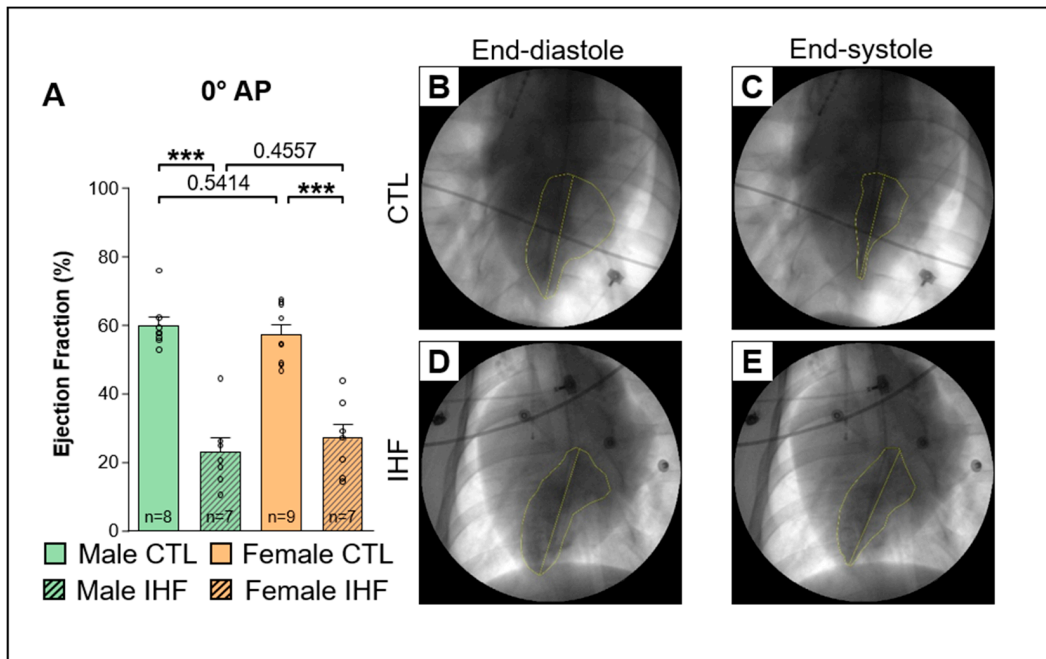 End-diastole
End-systole
A
0° AP
B
C
***
0.4557
0.5414
***
Ejection Fraction (%)
100
80
60
40
20
0
n=8
n=7
n=9
n=7
CTL
D
E
IHF
Male CTL
Female CTL
Male IHF
Female IHF